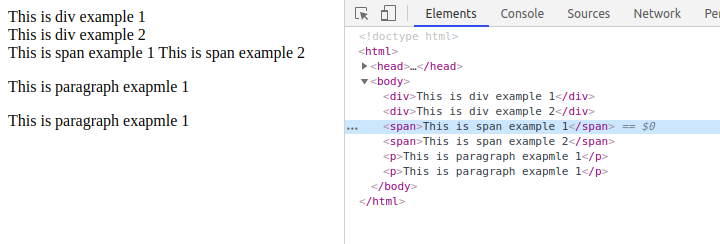 This is div example 1
This is div example 2
This is span example 1 This is span example 2
This is paragraph exapmle 1
This is paragraph exapmle 1
Elements Console Sources Network Perform
<!doctype html>
<html>
<head>…</head>
<body>
<div>This is div example 1</div>
<div>This is div example 2</div>
… <span>This is span example 1</span> == $0
<span>This is span example 2</span>
<p>This is paragraph exapmle 1</p>
<p>This is paragraph exapmle 1</p>
</body>
</html>